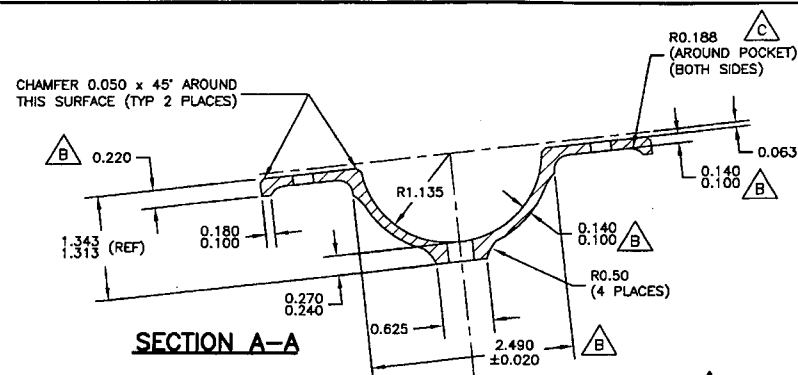 C
R0.188
(AROUND POCKET)
(BOTH SIDES)
CHAMFER 0.050 x 45° AROUND
THIS SURFACE (TYP 2 PLACES)
B 0.220
0.063
0.140
0.100 B
R1.135
1.343
1.313 (REF)
0.180
0.100
0.140
0.100 B
R0.50
(4 PLACES)
0.270
0.240
0.625
2.490
±0.020 B
SECTION A-A